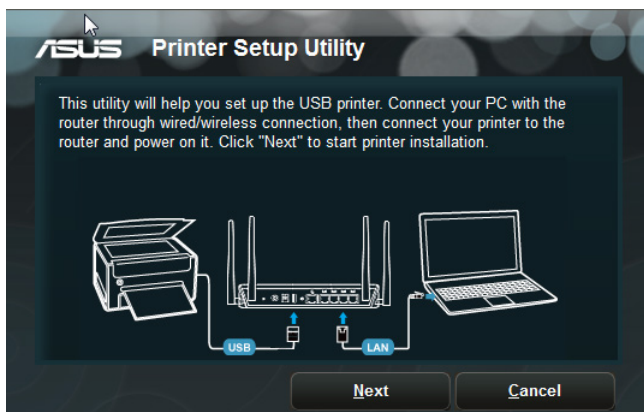 ASUS Printer Setup Utility
This utility will help you set up the USB printer. Connect your PC with the
router through wired/wireless connection, then connect your printer to the
router and power on it. Click "Next" to start printer installation.
USB
LAN
Next
Cancel